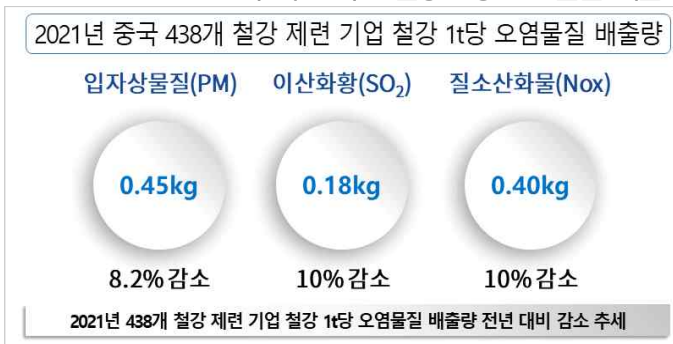 2021년 중국 438개 철강 제련 기업 철강 1t당 오염물질 배출량
입자상물질(PM) 이산화황(SO₂) 질소산화물(Nox)
0.45kg 0.18kg 0.40kg
8.2% 감소 10% 감소 10% 감소
2021년 438개 철강 제련 기업 철강 1t당 오염물질 배출량 전년 대비 감소 추세